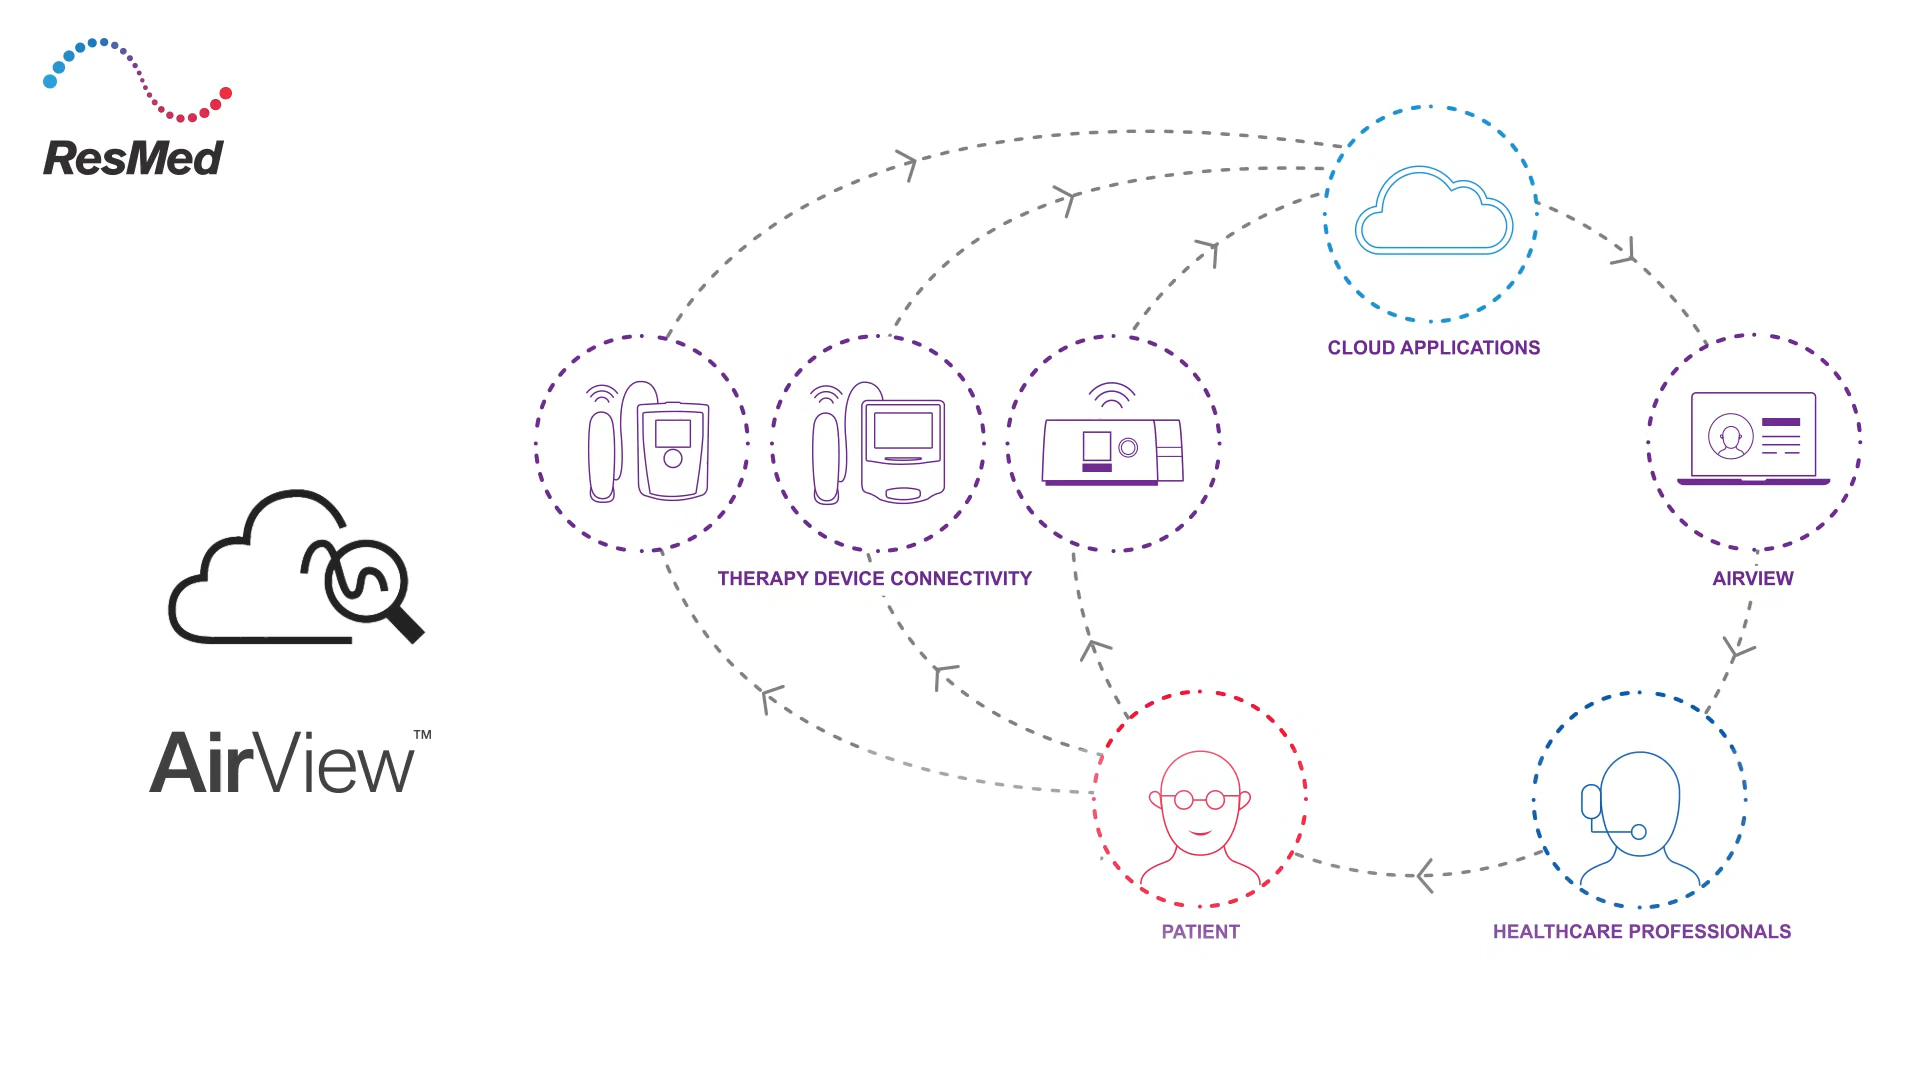 ResMed
CLOUD APPLICATIONS
THERAPY DEVICE CONNECTIVITY
AIRVIEW
AirView™
PATIENT
HEALTHCARE PROFESSIONALS